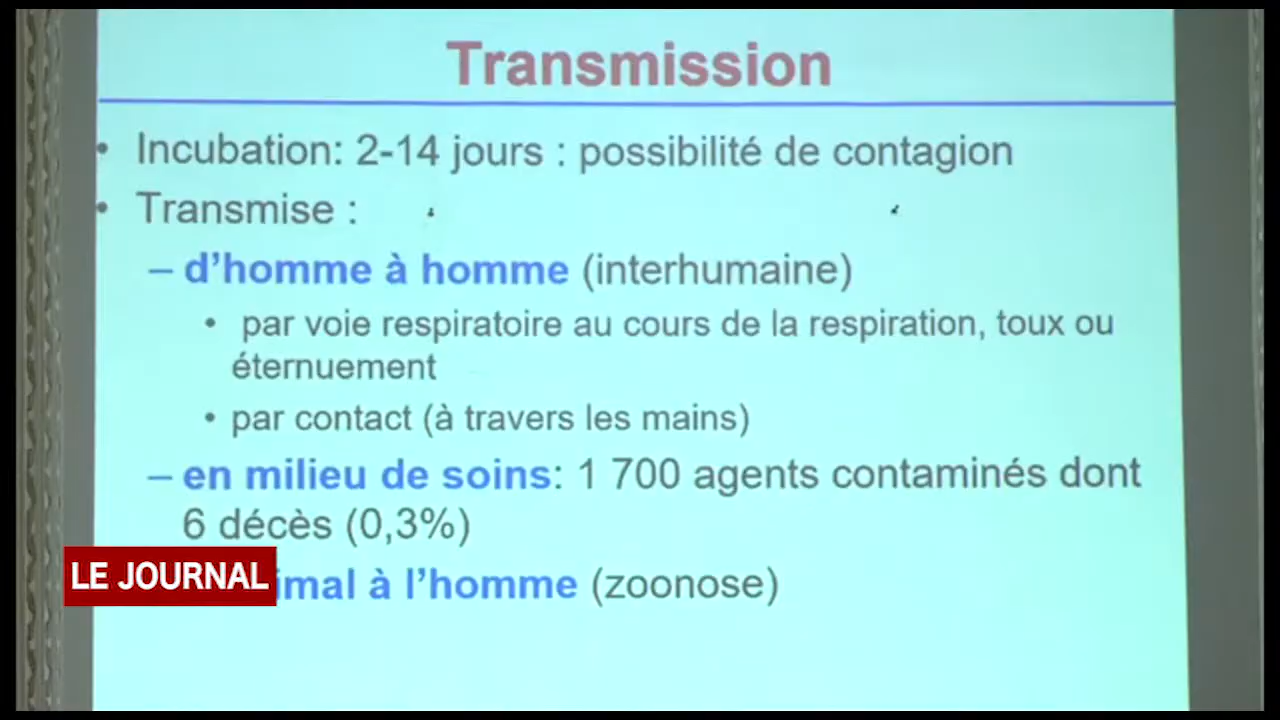 Transmission
• Incubation: 2-14 jours : possibilité de contagion
• Transmise :
– d'homme à homme (interhumaine)
• par voie respiratoire au cours de la respiration, toux ou
éternuement
• par contact (à travers les mains)
– en milieu de soins: 1 700 agents contaminés dont
6 décès (0,3%)
LE JOURNAL
à l'homme (zoonose)